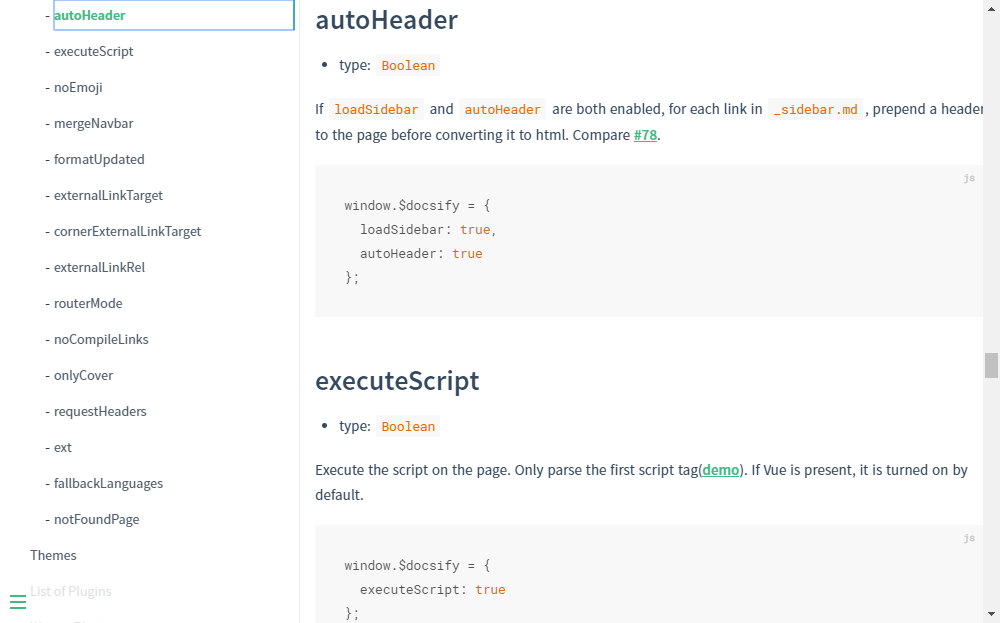 - autoHeader
- executeScript
- noEmoji
- mergeNavbar
- formatUpdated
- externalLinkTarget
- cornerExternalLinkTarget
- externalLinkRel
- routerMode
- noCompileLinks
- onlyCover
- requestHeaders
- ext
- fallbackLanguages
- notFoundPage
Themes
List of Plugins
autoHeader
• type: Boolean
If loadSidebar and autoHeader are both enabled, for each link in _sidebar.md , prepend a header
to the page before converting it to html. Compare #78.
js
window.$docsify = {
  loadSidebar: true,
  autoHeader: true
};
executeScript
• type: Boolean
Execute the script on the page. Only parse the first script tag(demo). If Vue is present, it is turned on by
default.
js
window.$docsify = {
  executeScript: true
};